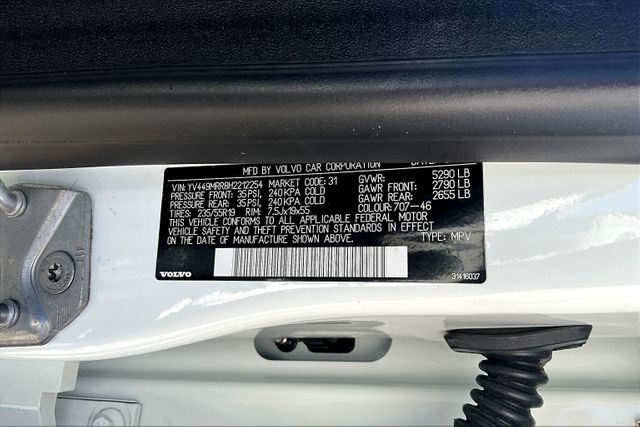 MFD BY VOLVO CAR CORPORATION
VIN: YV449MRR8H2212254 MARKET CODE: 31 GVWR: 5290 LB
PRESSURE FRONT: 35 PSI, 240 KPA COLD GAWR FRONT: 2790 LB
PRESSURE REAR: 35 PSI, 240 KPA COLD GAWR REAR: 2655 LB
TIRES: 235/55R19 RIM: 7.5Jx19x55 COLOUR: 707-46
THIS VEHICLE CONFORMS TO ALL APPLICABLE FEDERAL MOTOR
VEHICLE SAFETY AND THEFT PREVENTION STANDARDS IN EFFECT
ON THE DATE OF MANUFACTURE SHOWN ABOVE. TYPE: MPV
VOLVO 31416037